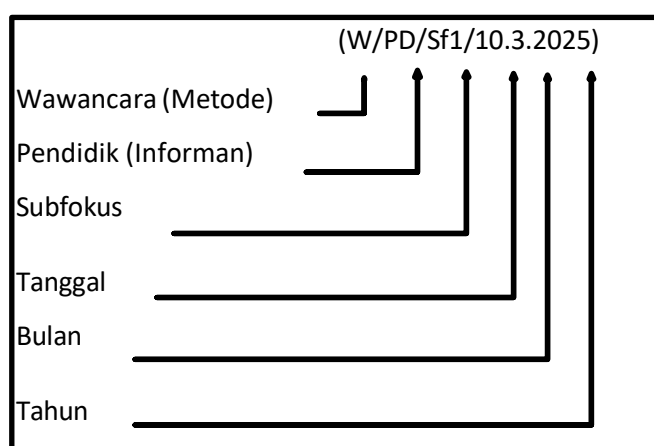 (W/PD/Sf1/10.3.2025)
Wawancara (Metode)
Pendidik (Informan)
Subfokus
Tanggal
Bulan
Tahun